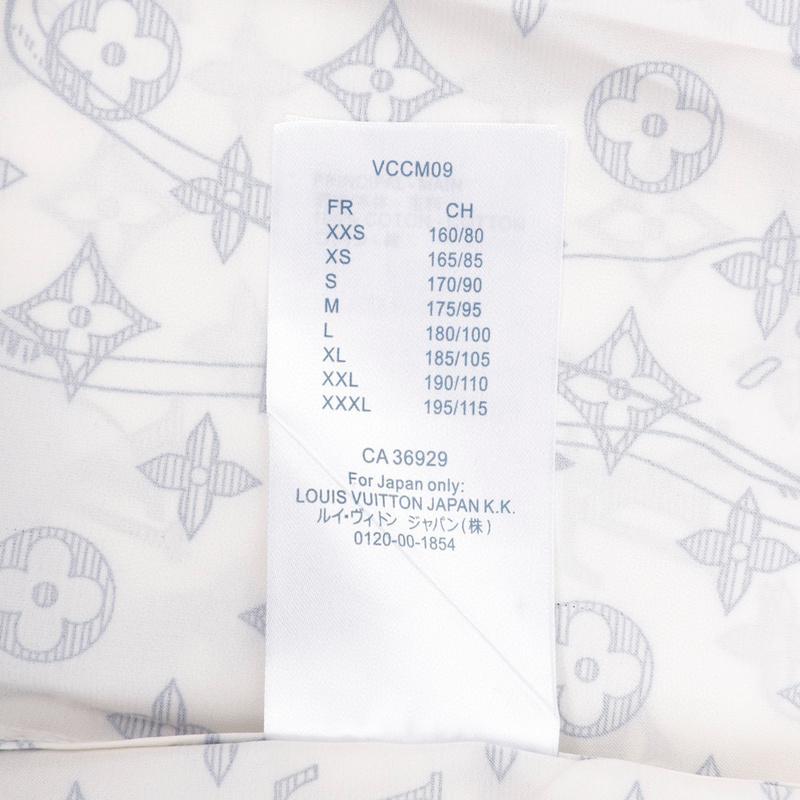 VCCM09
FR CH
XXS 160/80
XS 165/85
S 170/90
M 175/95
L 180/100
XL 185/105
XXL 190/110
XXXL 195/115
CA 36929
For Japan only:
LOUIS VUITTON JAPAN K.K.
ルイ・ヴィトン ジャパン(株)
0120-00-1854